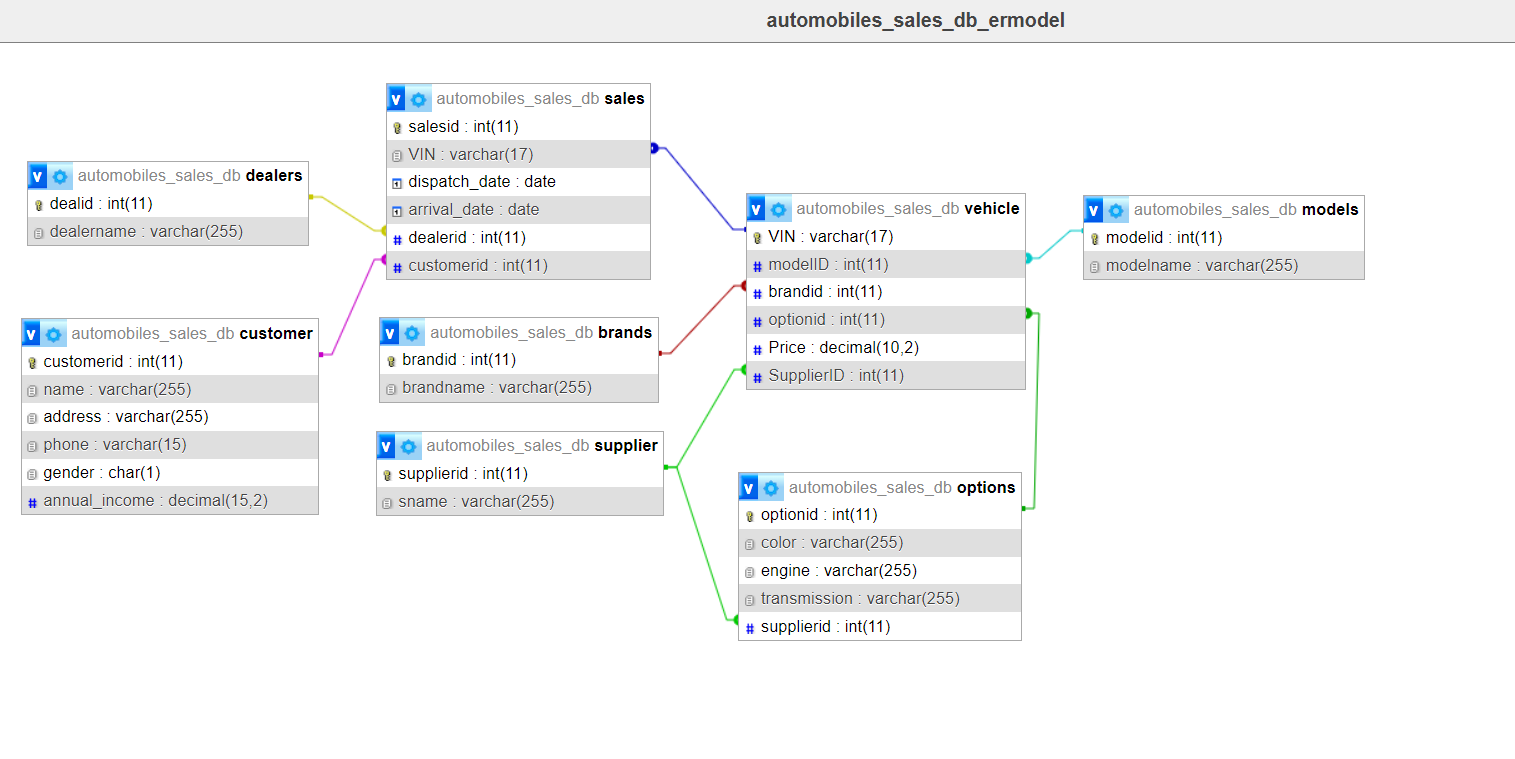 automobiles_sales_db_ermodel
v automobiles_sales_db sales
salesid : int(11)
VIN : varchar(17)
dispatch_date : date
arrival_date : date
# dealerid : int(11)
# customerid : int(11)
v automobiles_sales_db dealers
dealid : int(11)
dealername : varchar(255)
v automobiles_sales_db vehicle
VIN : varchar(17)
# modelID : int(11)
# brandid : int(11)
# optionid : int(11)
# Price : decimal(10,2)
# SupplierID : int(11)
v automobiles_sales_db models
modelid : int(11)
modelname : varchar(255)
v automobiles_sales_db customer
customerid : int(11)
name : varchar(255)
address : varchar(255)
phone : varchar(15)
gender : char(1)
# annual_income : decimal(15,2)
v automobiles_sales_db brands
brandid : int(11)
brandname : varchar(255)
v automobiles_sales_db supplier
supplierid : int(11)
sname : varchar(255)
v automobiles_sales_db options
optionid : int(11)
color : varchar(255)
engine : varchar(255)
transmission : varchar(255)
# supplierid : int(11)